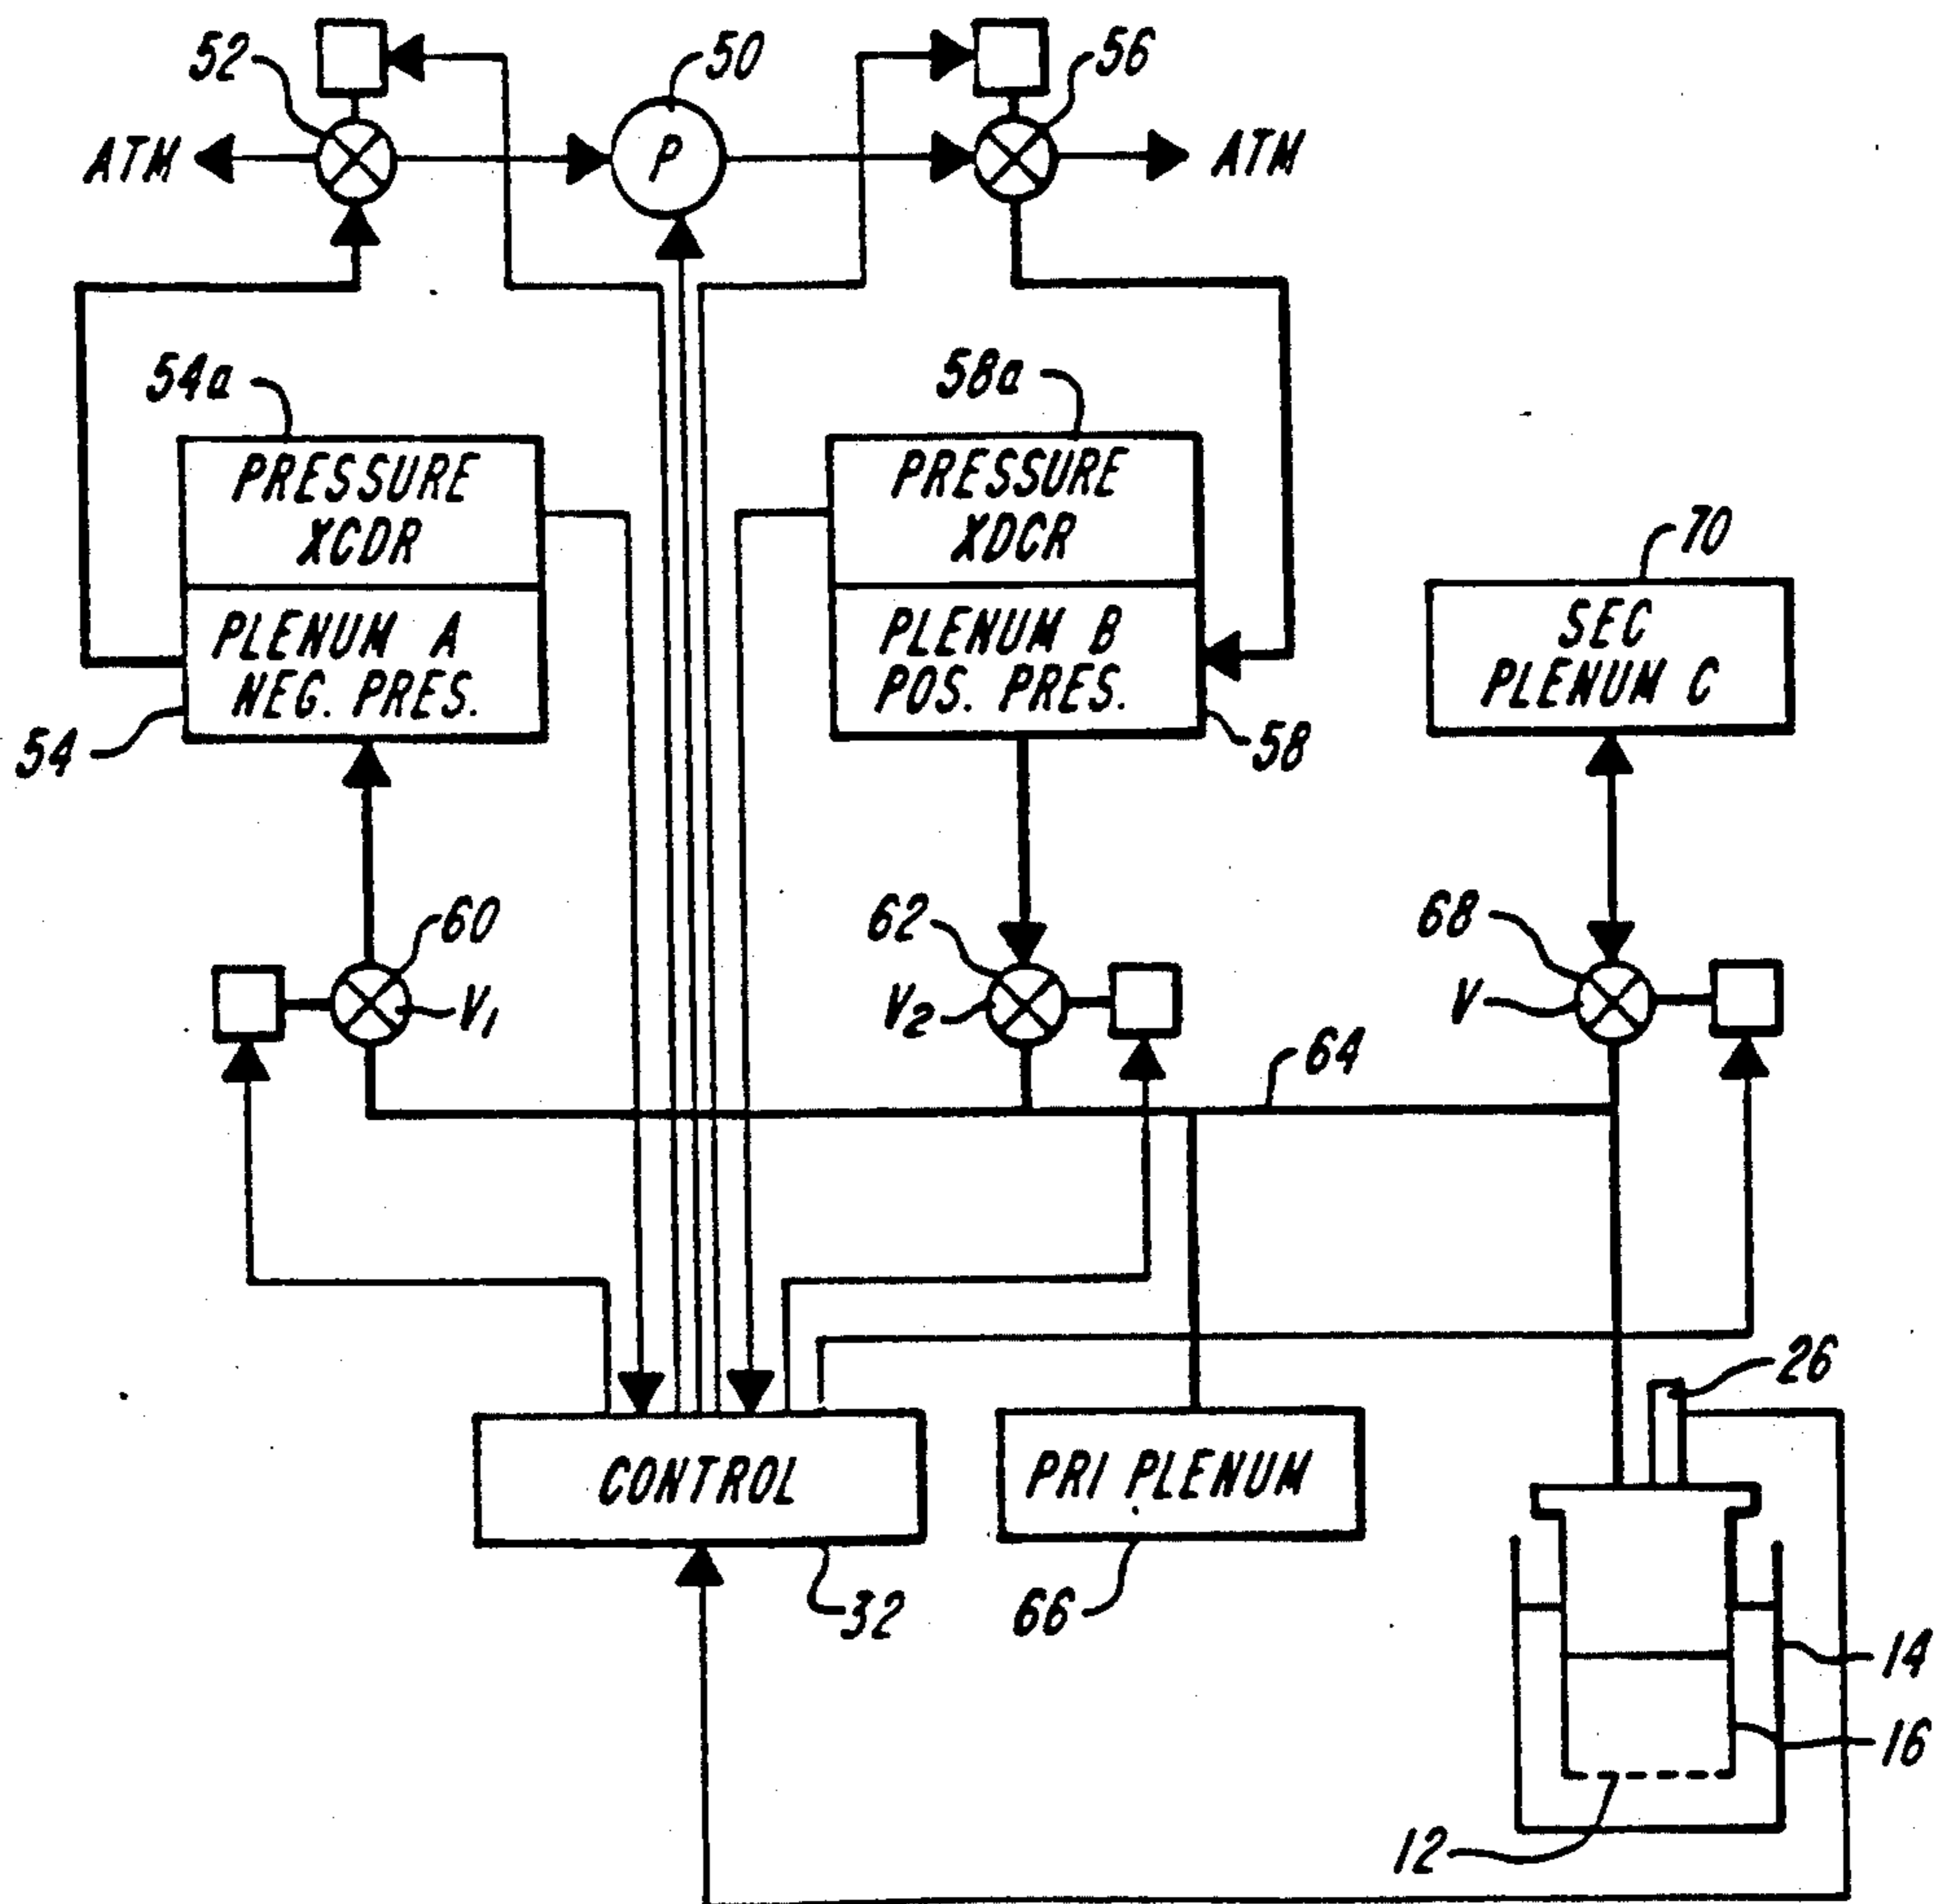 52
50
56
ATM
P
ATM
54a
58a
PRESSURE
XCDR
PRESSURE
XDCR
70
PLENUM A
NEG. PRES.
PLENUM B
POS. PRES.
SEC
PLENUM C
54
58
60
62
68
V1
V2
V
64
26
CONTROL
PRI PLENUM
32
66
14
16
12